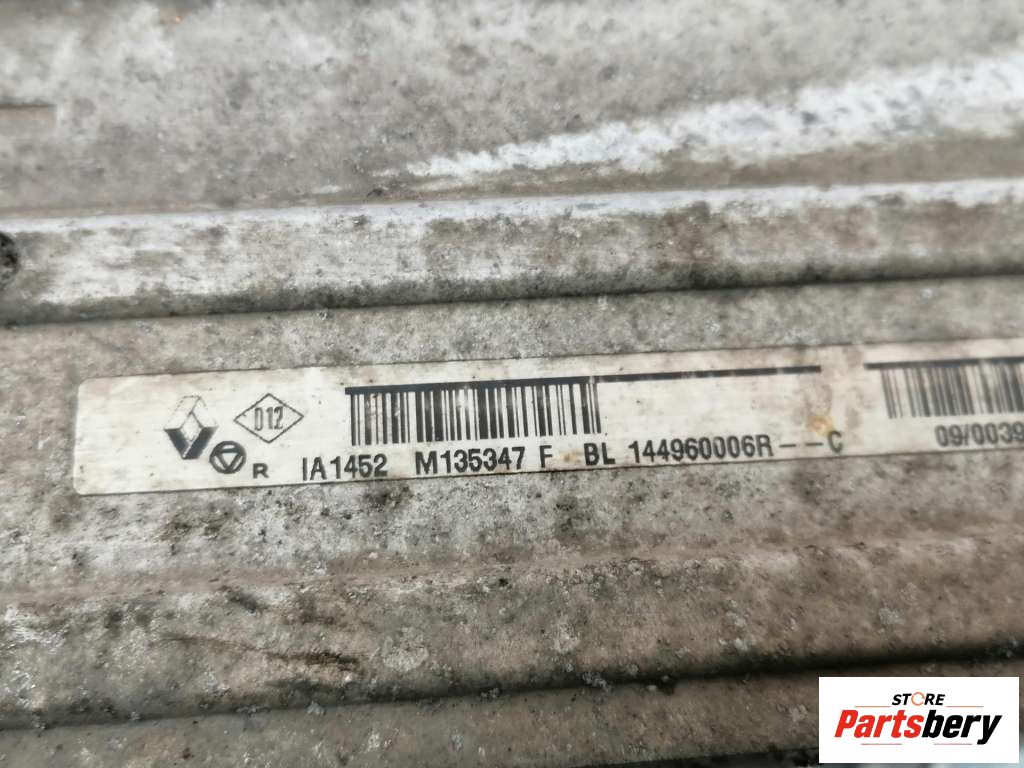 D12
R IA1452 M135347 F BL 144960006R--C 09/0039
STORE
Partsbery